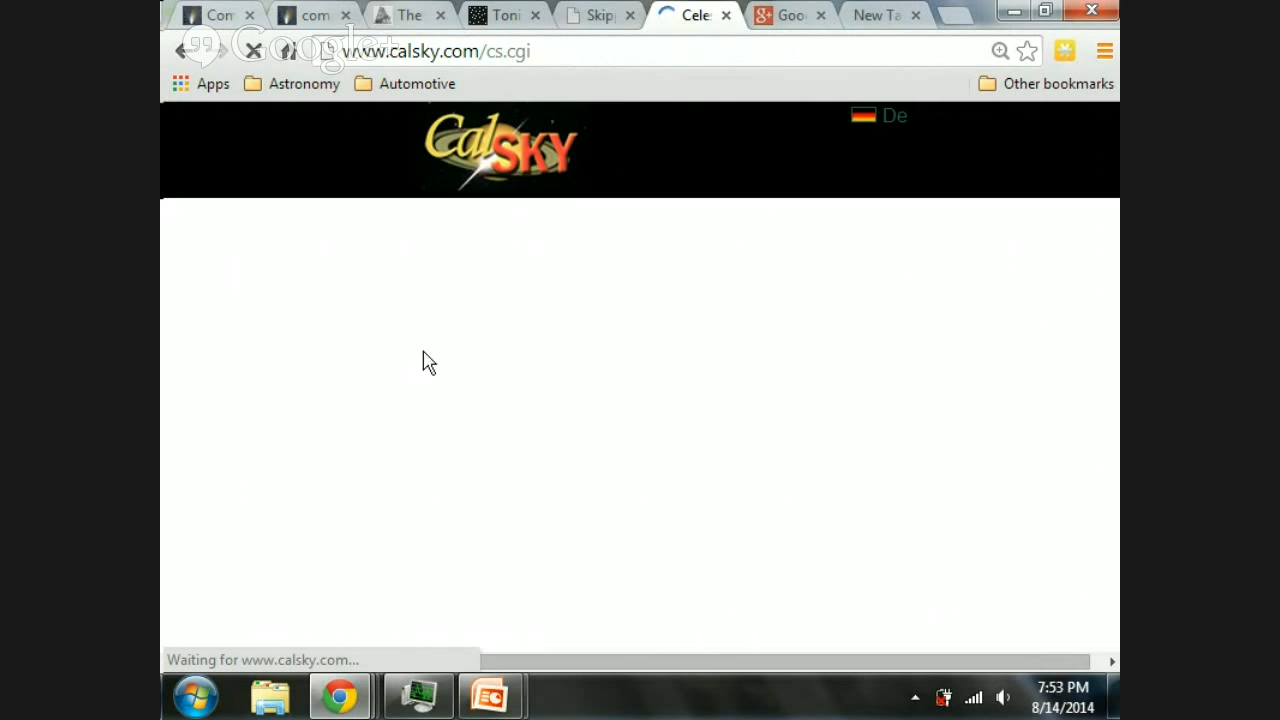 Con com The Toni Skip Cele Goo New Ta
Google+
www.calsky.com/cs.cgi
Apps Astronomy Automotive Other bookmarks
CalSKY
De
Waiting for www.calsky.com...
7:53 PM
8/14/2014